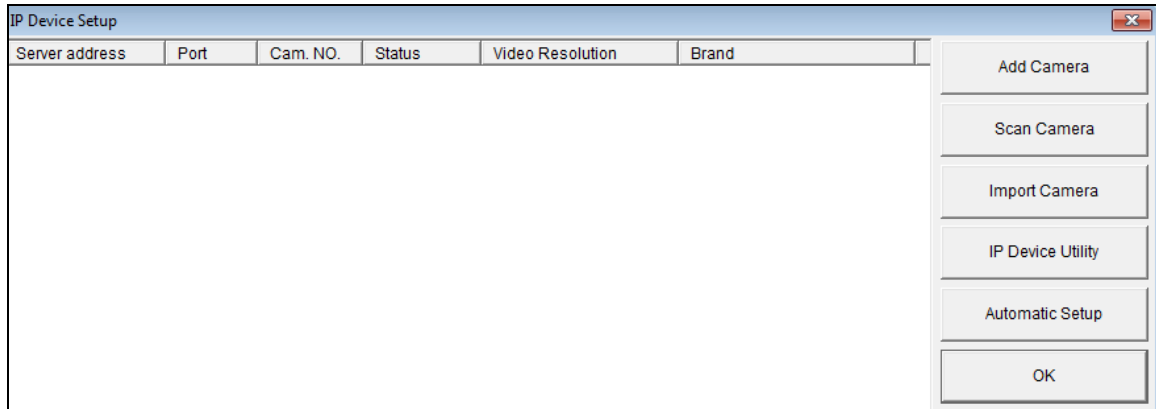 IP Device Setup
Server address Port Cam. NO. Status Video Resolution Brand
Add Camera
Scan Camera
Import Camera
IP Device Utility
Automatic Setup
OK